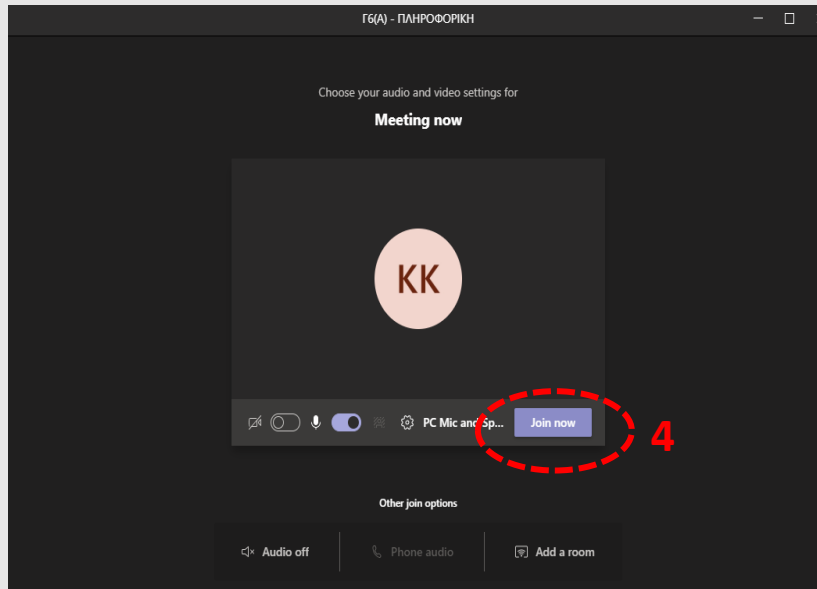 Γ6(Α) - ΠΛΗΡΟΦΟΡΙΚΗ
Choose your audio and video settings for
Meeting now
KK
PC Mic and Sp... Join now 4
Other join options
Audio off Phone audio Add a room